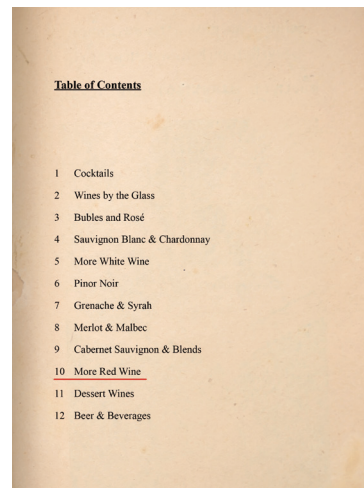 Table of Contents
1 Cocktails
2 Wines by the Glass
3 Bubles and Rosé
4 Sauvignon Blanc & Chardonnay
5 More White Wine
6 Pinor Noir
7 Grenache & Syrah
8 Merlot & Malbec
9 Cabernet Sauvignon & Blends
10 More Red Wine
11 Dessert Wines
12 Beer & Beverages